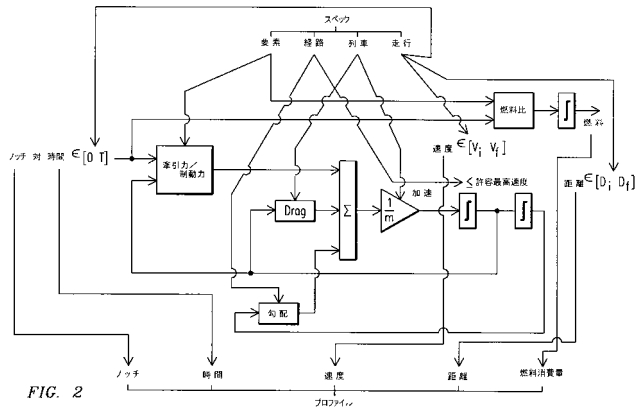 スペック
要素 経路 列車 走行
燃料比
∫
燃料
ノッチ 対 時間 ∈[0 T]
牽引力/
制動力
速度 ∈[Vi Vf]
加速
≤許容最高速度
距離 ∈[Di Df]
Drag
Σ
1/m
∫
∫
勾配
ノッチ 時間 速度 距離 燃料消費量
FIG. 2
プロファイル